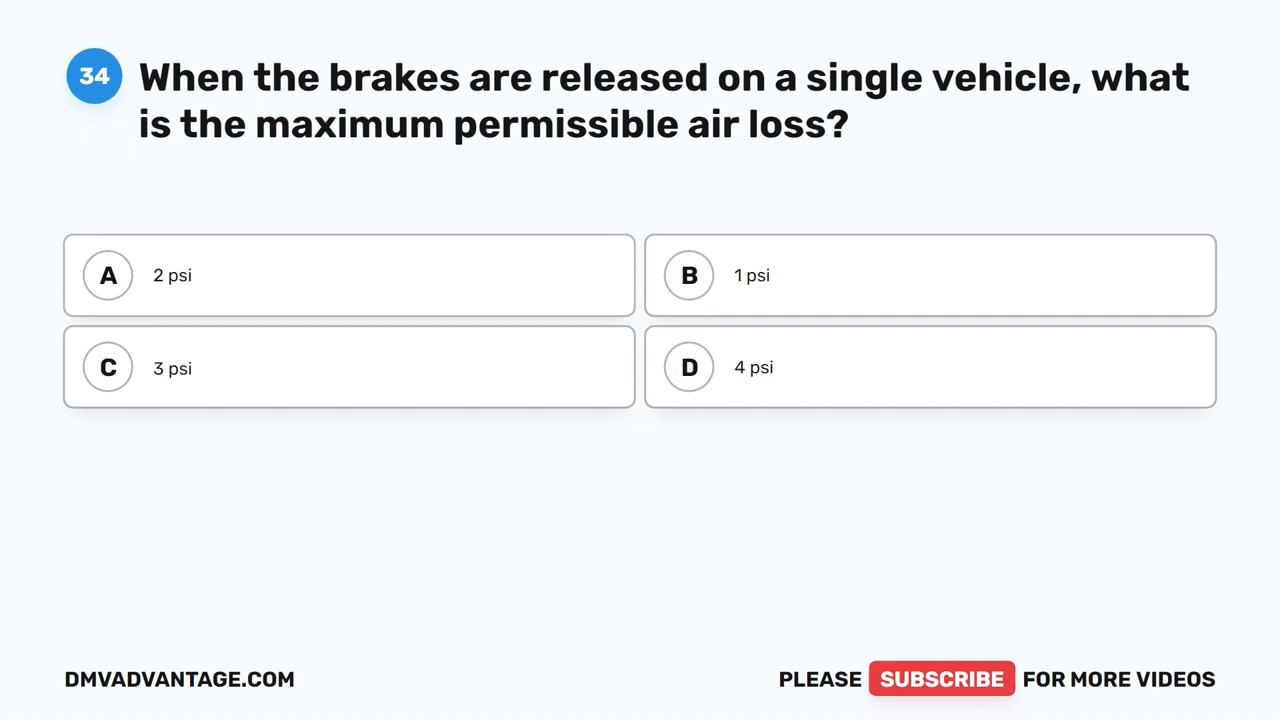 34
When the brakes are released on a single vehicle, what
is the maximum permissible air loss?
A 2 psi
B 1 psi
C 3 psi
D 4 psi
DMVADVANTAGE.COM
PLEASE SUBSCRIBE FOR MORE VIDEOS